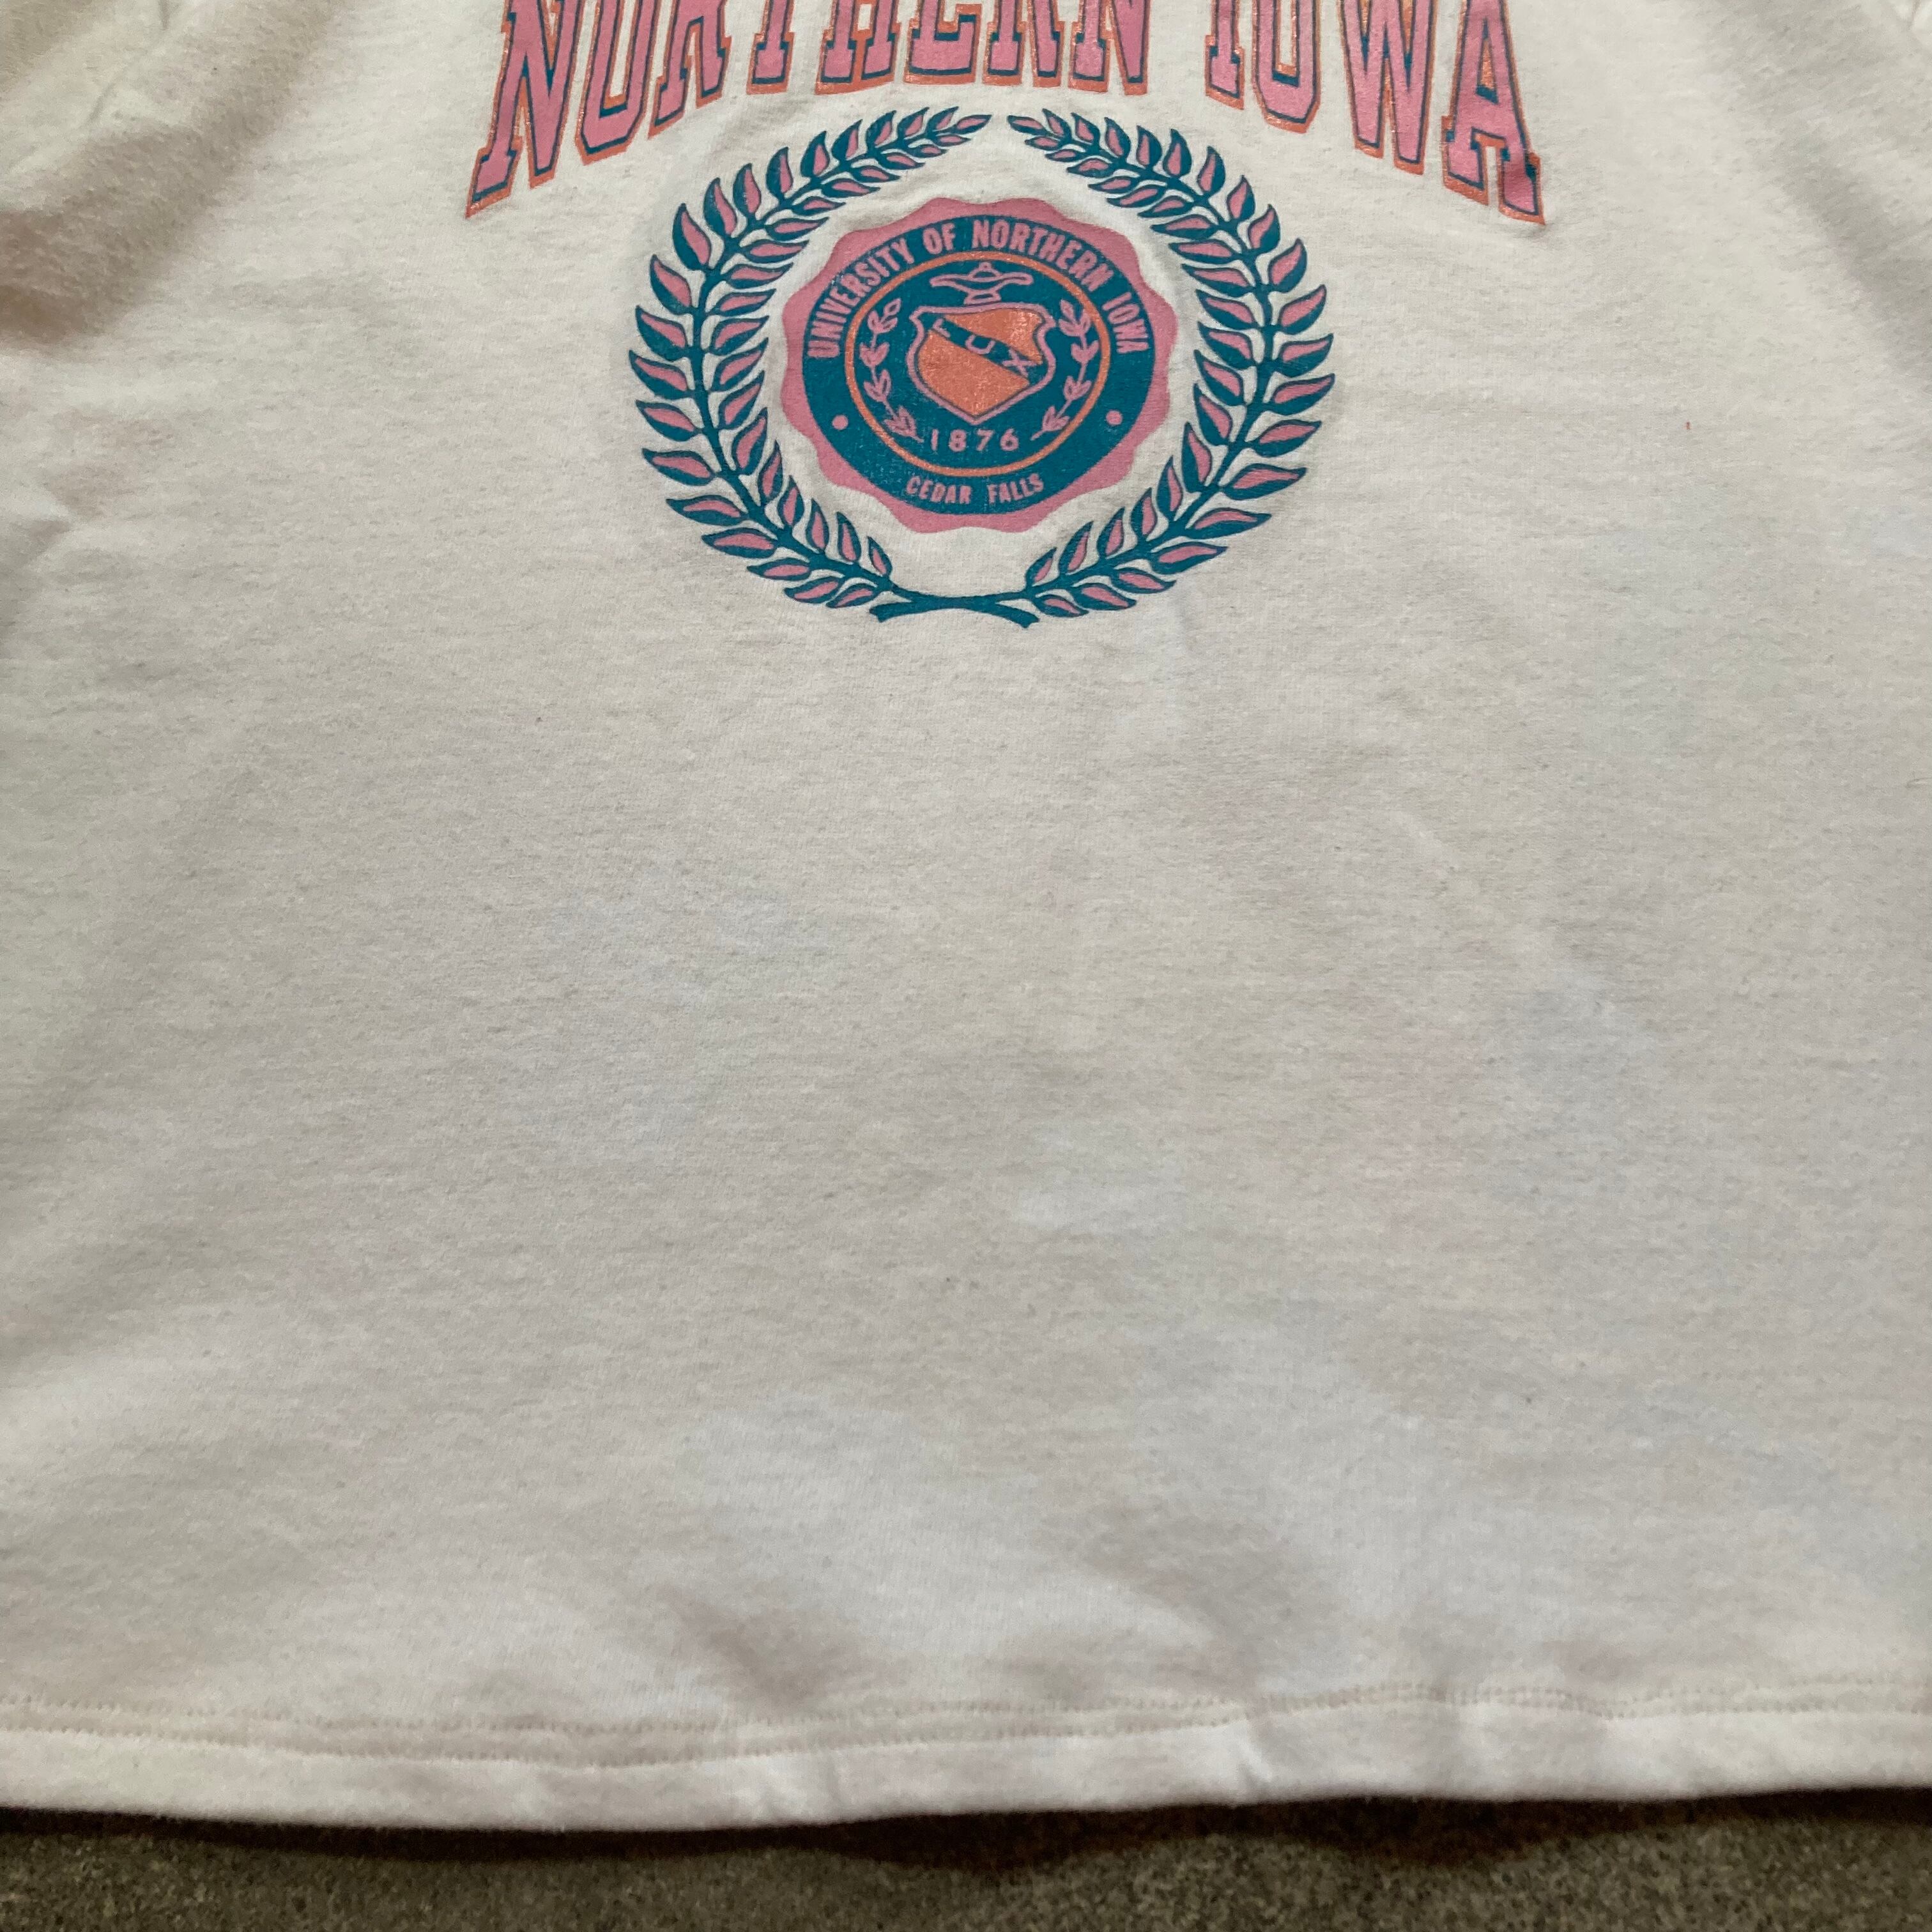 NORTHERN IOWA
UNIVERSITY OF NORTHERN IOWA
LUX
1876
CEDAR FALLS